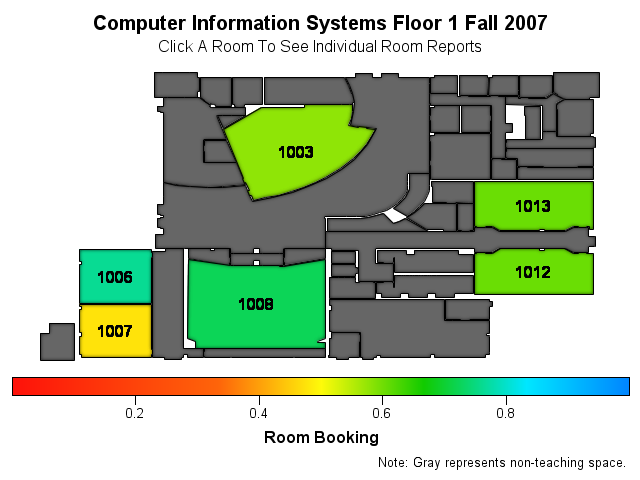 Computer Information Systems Floor 1 Fall 2007
Click A Room To See Individual Room Reports
1003
1013
1006
1012
1008
1007
0.2 0.4 0.6 0.8
Room Booking
Note: Gray represents non-teaching space.